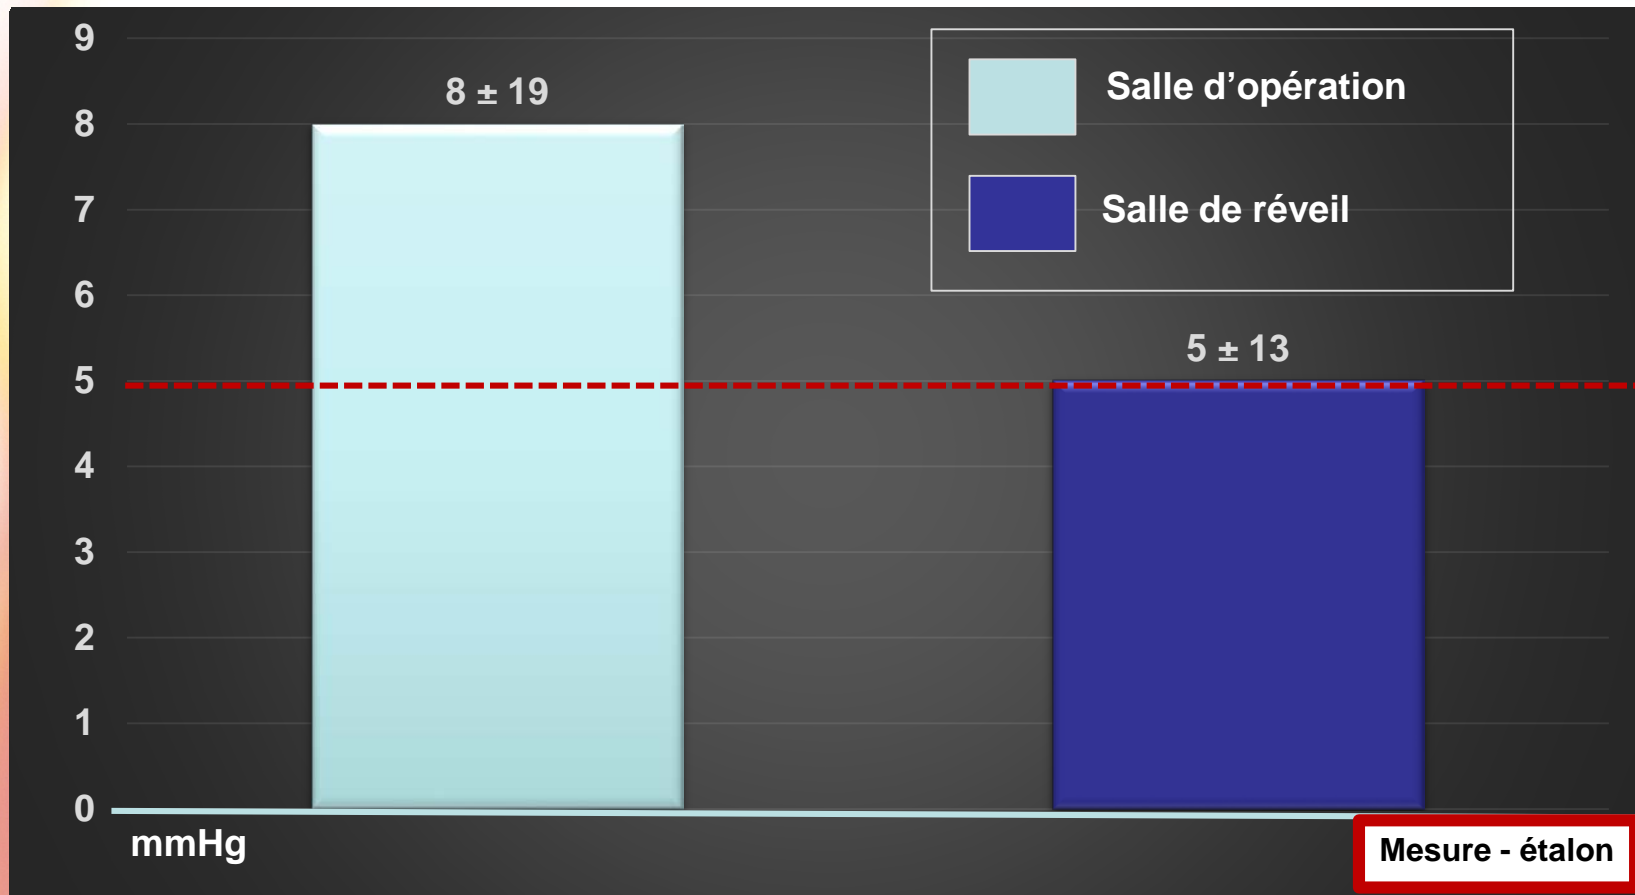 9
8 ± 19
8
7
6
5
4
3
2
1
0
Salle d’opération
Salle de réveil
5 ± 13
mmHg
Mesure - étalon